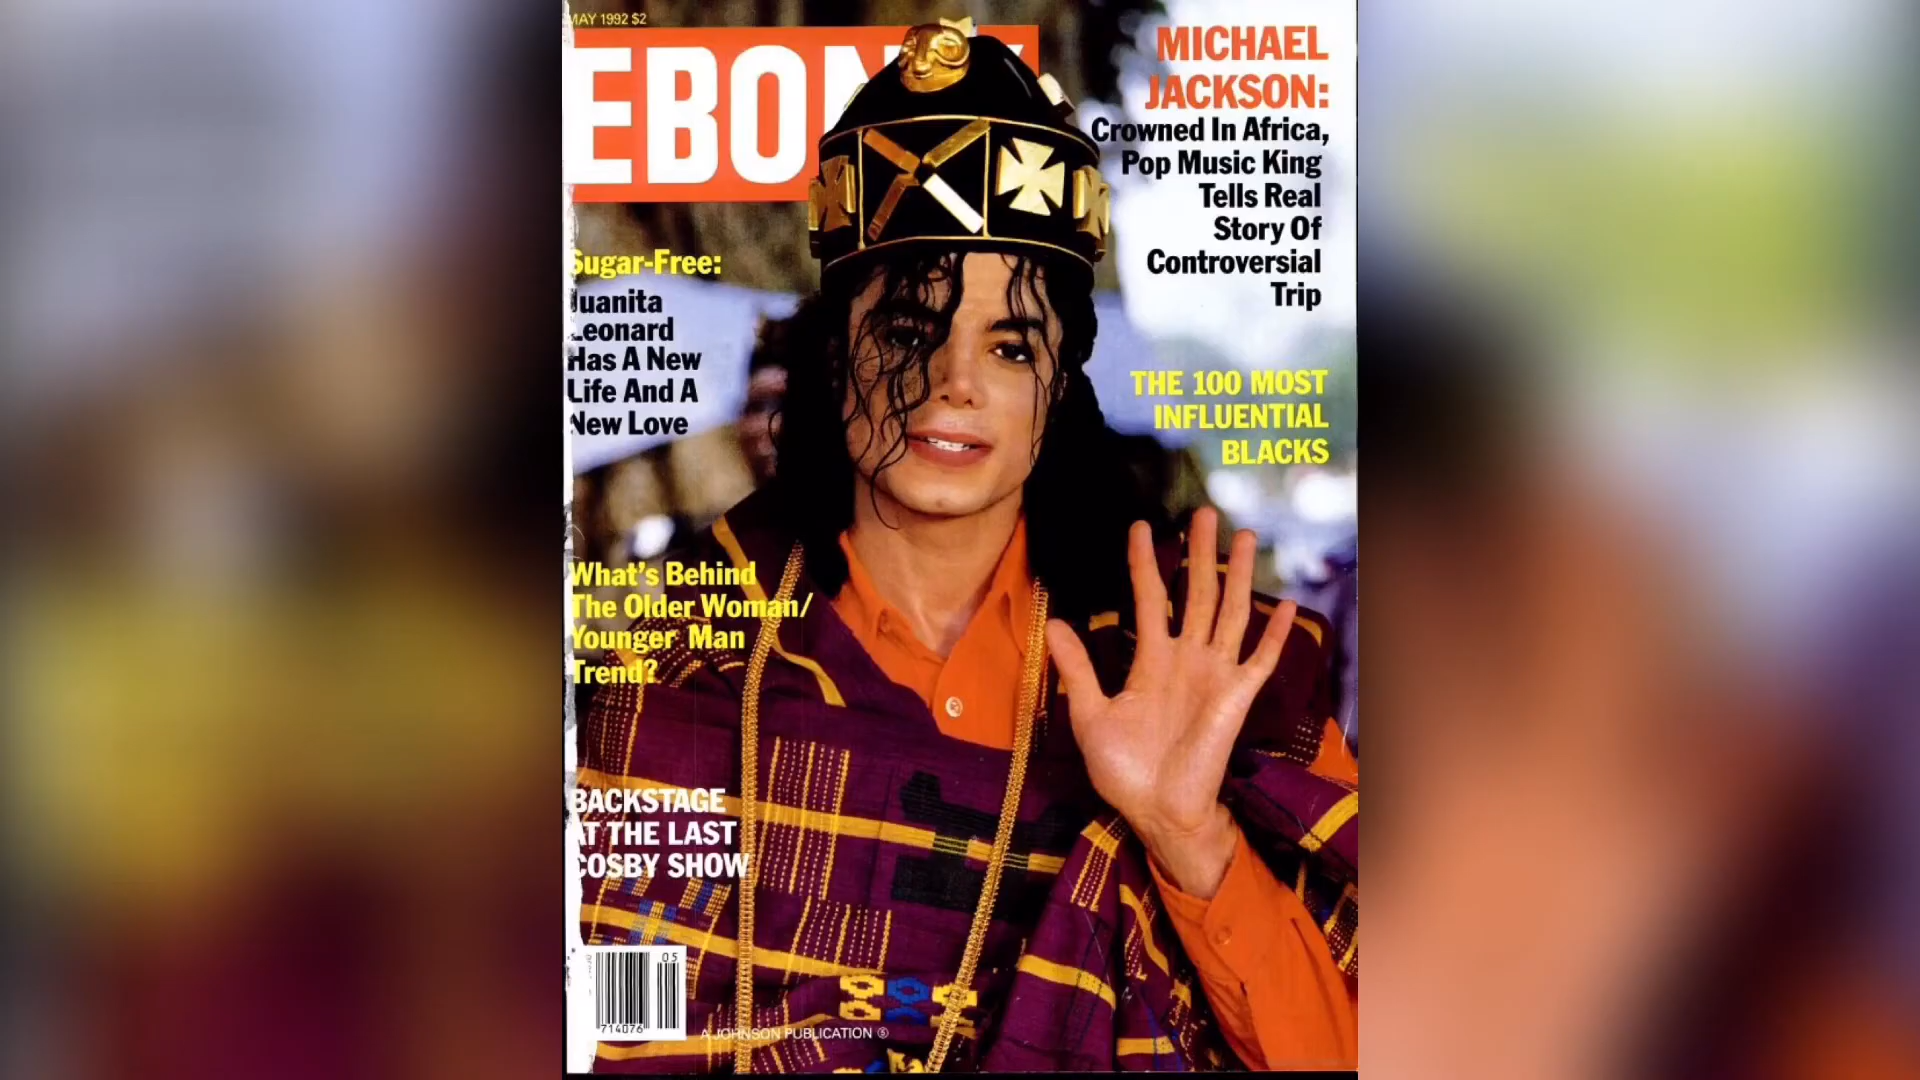 MAY 1992 $2
EBON
MICHAEL
JACKSON:
Crowned In Africa,
Pop Music King
Tells Real
Story Of
Controversial
Trip
THE 100 MOST
INFLUENTIAL
BLACKS
Sugar-Free:
Juanita
Leonard
Has A New
Life And A
New Love
What's Behind
The Older Woman/
Younger Man
Trend?
BACKSTAGE
AT THE LAST
COSBY SHOW
05
714076
A JOHNSON PUBLICATION